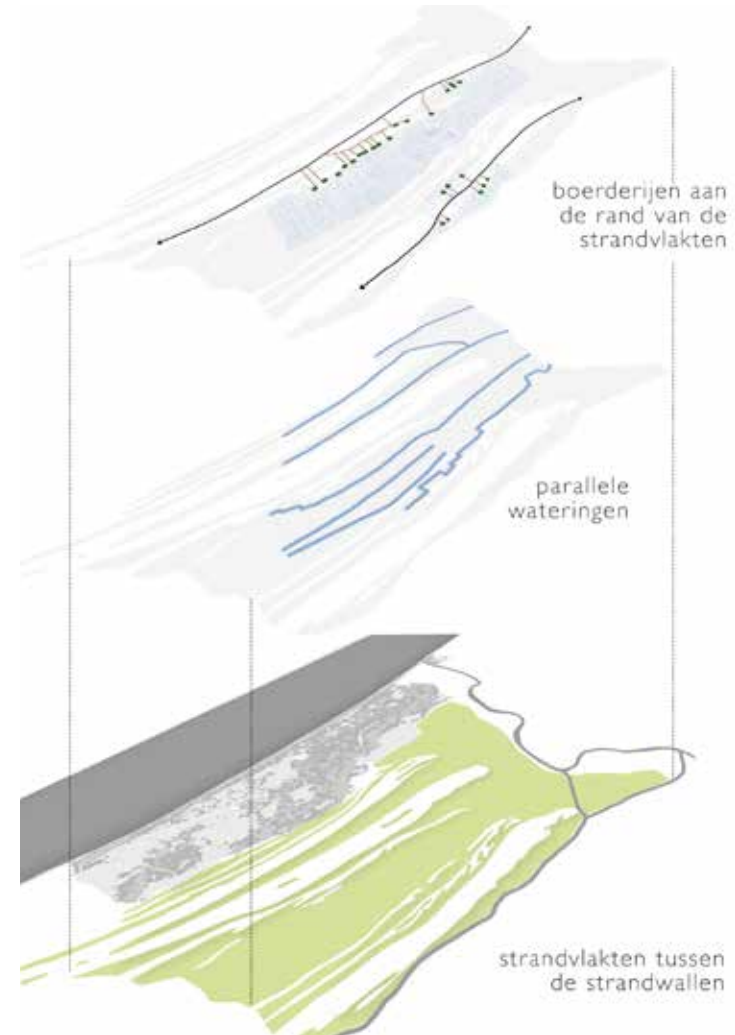 boerderijen aan
de rand van de
strandvlakten
parallele
wateringen
strandvlakten tussen
de strandwallen